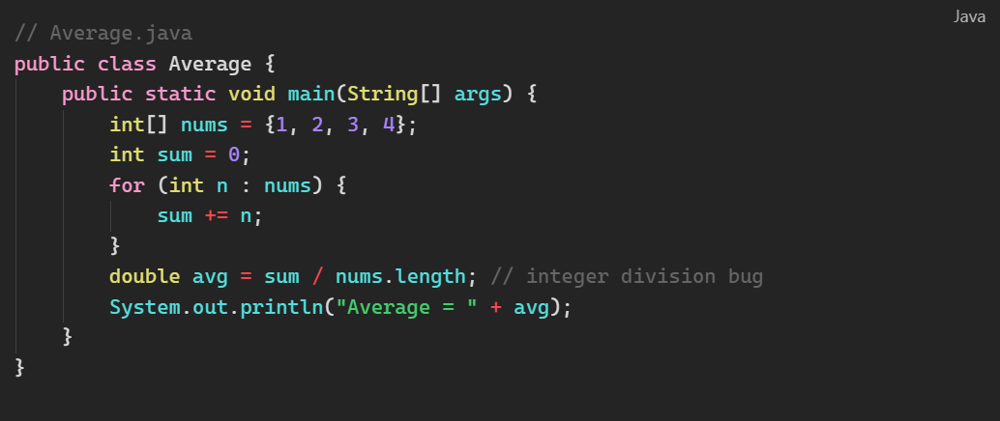 Java
// Average.java
public class Average {
    public static void main(String[] args) {
        int[] nums = {1, 2, 3, 4};
        int sum = 0;
        for (int n : nums) {
            sum += n;
        }
        double avg = sum / nums.length; // integer division bug
        System.out.println("Average = " + avg);
    }
}